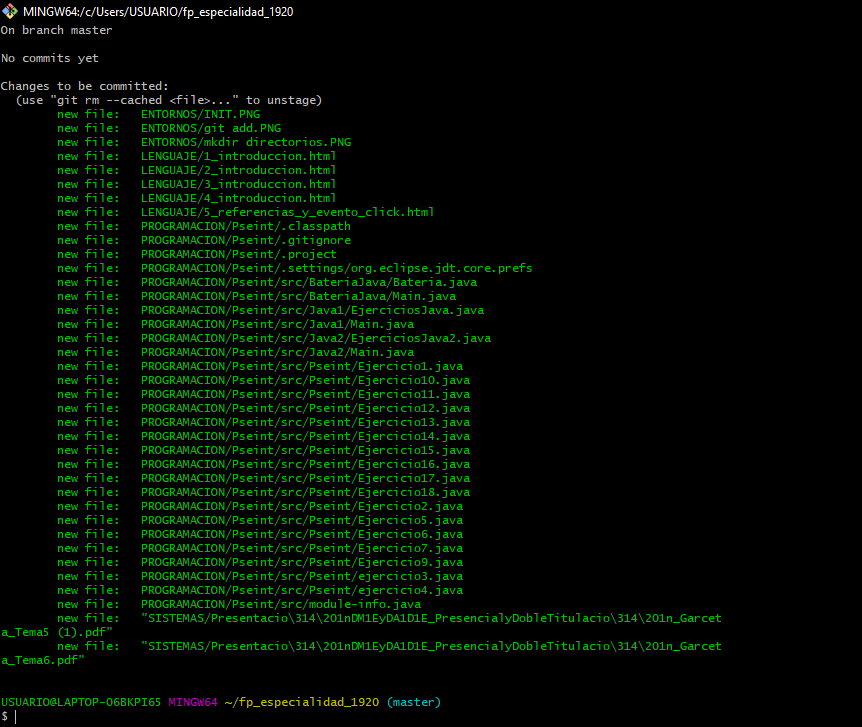 MINGW64:/c/Users/USUARIO/fp_especialidad_1920
On branch master
No commits yet
Changes to be committed:
  (use "git rm --cached <file>..." to unstage)
        new file:   ENTORNOS/INIT.PNG
        new file:   ENTORNOS/git add.PNG
        new file:   ENTORNOS/mkdir directorios.PNG
        new file:   LENGUAJE/1_introduccion.html
        new file:   LENGUAJE/2_introduccion.html
        new file:   LENGUAJE/3_introduccion.html
        new file:   LENGUAJE/4_introduccion.html
        new file:   LENGUAJE/5_referencias_y_evento_click.html
        new file:   PROGRAMACION/Pseint/.classpath
        new file:   PROGRAMACION/Pseint/.gitignore
        new file:   PROGRAMACION/Pseint/.project
        new file:   PROGRAMACION/Pseint/.settings/org.eclipse.jdt.core.prefs
        new file:   PROGRAMACION/Pseint/src/BateriaJava/Bateria.java
        new file:   PROGRAMACION/Pseint/src/BateriaJava/Main.java
        new file:   PROGRAMACION/Pseint/src/Java1/EjerciciosJava.java
        new file:   PROGRAMACION/Pseint/src/Java1/Main.java
        new file:   PROGRAMACION/Pseint/src/Java2/EjerciciosJava2.java
        new file:   PROGRAMACION/Pseint/src/Java2/Main.java
        new file:   PROGRAMACION/Pseint/src/Pseint/Ejercicio1.java
        new file:   PROGRAMACION/Pseint/src/Pseint/Ejercicio10.java
        new file:   PROGRAMACION/Pseint/src/Pseint/Ejercicio11.java
        new file:   PROGRAMACION/Pseint/src/Pseint/Ejercicio12.java
        new file:   PROGRAMACION/Pseint/src/Pseint/Ejercicio13.java
        new file:   PROGRAMACION/Pseint/src/Pseint/Ejercicio14.java
        new file:   PROGRAMACION/Pseint/src/Pseint/Ejercicio15.java
        new file:   PROGRAMACION/Pseint/src/Pseint/Ejercicio16.java
        new file:   PROGRAMACION/Pseint/src/Pseint/Ejercicio17.java
        new file:   PROGRAMACION/Pseint/src/Pseint/Ejercicio18.java
        new file:   PROGRAMACION/Pseint/src/Pseint/Ejercicio2.java
        new file:   PROGRAMACION/Pseint/src/Pseint/Ejercicio5.java
        new file:   PROGRAMACION/Pseint/src/Pseint/Ejercicio6.java
        new file:   PROGRAMACION/Pseint/src/Pseint/Ejercicio7.java
        new file:   PROGRAMACION/Pseint/src/Pseint/Ejercicio9.java
        new file:   PROGRAMACION/Pseint/src/Pseint/ejercicio3.java
        new file:   PROGRAMACION/Pseint/src/Pseint/ejercicio4.java
        new file:   PROGRAMACION/Pseint/src/module-info.java
        new file:   "SISTEMAS/Presentacio\314\201nDM1EyDA1D1E_PresencialyDobleTitulacio\314\201n_Garcet
a_Tema5 (1).pdf"
        new file:   "SISTEMAS/Presentacio\314\201nDM1EyDA1D1E_PresencialyDobleTitulacio\314\201n_Garcet
a_Tema6.pdf"
USUARIO@LAPTOP-O6BKPI65 MINGW64 ~/fp_especialidad_1920 (master)
$